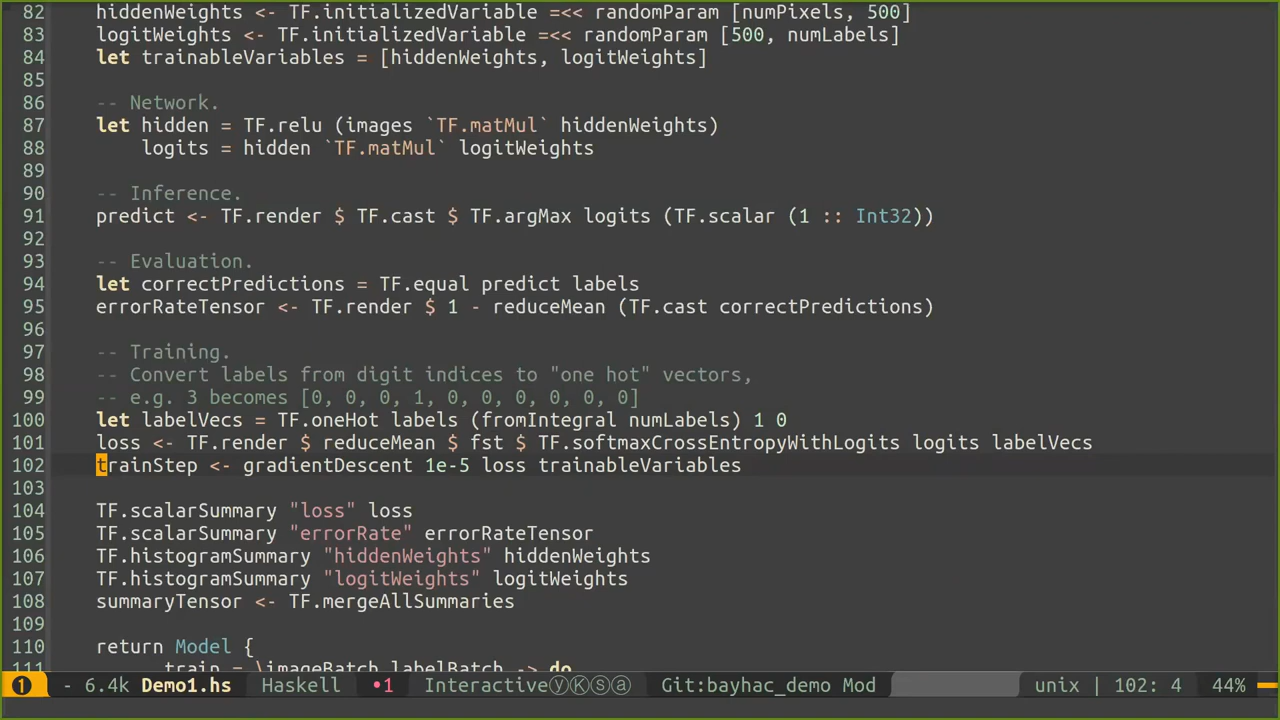 82 hiddenWeights <- TF.initializedVariable =<< randomParam [numPixels, 500]
83 logitWeights <- TF.initializedVariable =<< randomParam [500, numLabels]
84 let trainableVariables = [hiddenWeights, logitWeights]
85
86 -- Network.
87 let hidden = TF.relu (images `TF.matMul` hiddenWeights)
88 logits = hidden `TF.matMul` logitWeights
89
90 -- Inference.
91 predict <- TF.render $ TF.cast $ TF.argMax logits (TF.scalar (1 :: Int32))
92
93 -- Evaluation.
94 let correctPredictions = TF.equal predict labels
95 errorRateTensor <- TF.render $ 1 - reduceMean (TF.cast correctPredictions)
96
97 -- Training.
98 -- Convert labels from digit indices to "one hot" vectors,
99 -- e.g. 3 becomes [0, 0, 0, 1, 0, 0, 0, 0, 0, 0]
100 let labelVecs = TF.oneHot labels (fromIntegral numLabels) 1 0
101 loss <- TF.render $ reduceMean $ fst $ TF.softmaxCrossEntropyWithLogits logits labelVecs
102 trainStep <- gradientDescent 1e-5 loss trainableVariables
103
104 TF.scalarSummary "loss" loss
105 TF.scalarSummary "errorRate" errorRateTensor
106 TF.histogramSummary "hiddenWeights" hiddenWeights
107 TF.histogramSummary "logitWeights" logitWeights
108 summaryTensor <- TF.mergeAllSummaries
109
110 return Model {
111 train = \imageBatch labelBatch -> do
❶ - 6.4k Demo1.hs Haskell •1 Interactiveⓨⓚⓢⓐ Git:bayhac_demo Mod unix | 102: 4 44%